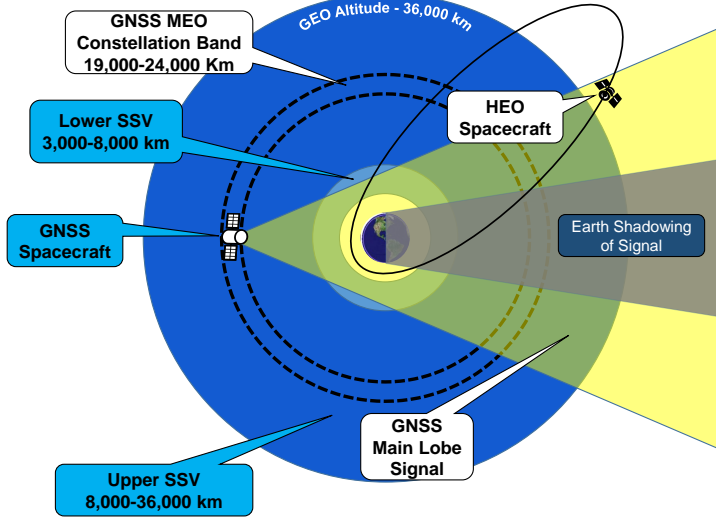 GEO Altitude - 36,000 km
GNSS MEO
Constellation Band
19,000-24,000 Km
HEO
Spacecraft
Lower SSV
3,000-8,000 km
GNSS
Spacecraft
Earth Shadowing
of Signal
GNSS
Main Lobe
Signal
Upper SSV
8,000-36,000 km